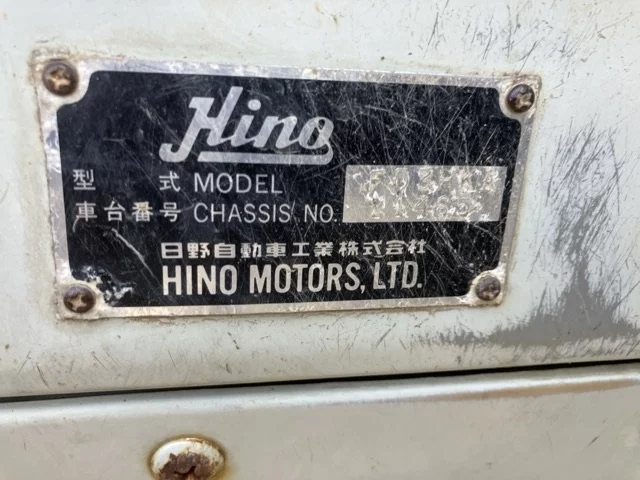 Hino
型 式 MODEL
車台番号 CHASSIS NO.
日野自動車工業株式会社
HINO MOTORS, LTD.